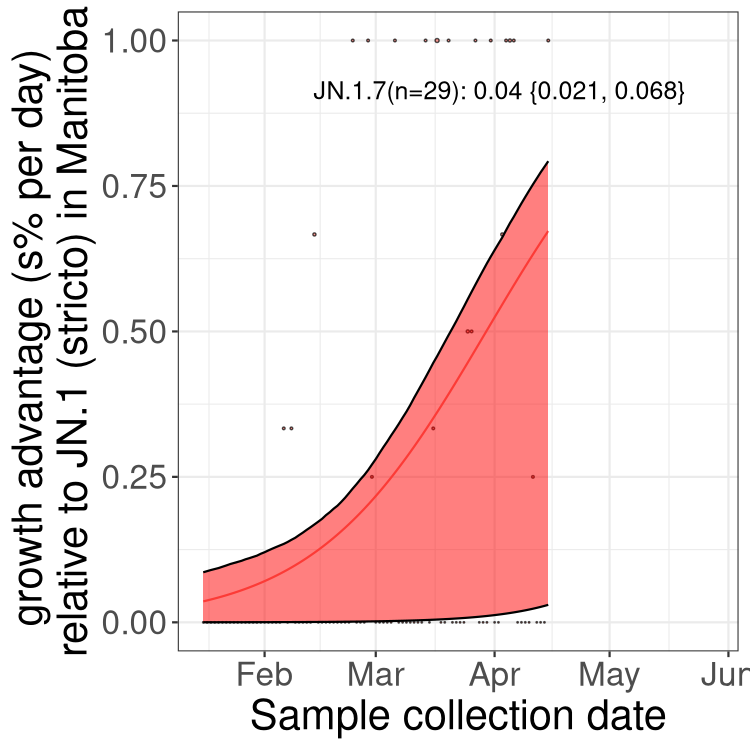 growth advantage (s% per day)
relative to JN.1 (stricto) in Manitoba
1.00
0.75
0.50
0.25
0.00
JN.1.7(n=29): 0.04 {0.021, 0.068}
Feb Mar Apr May Jun
Sample collection date